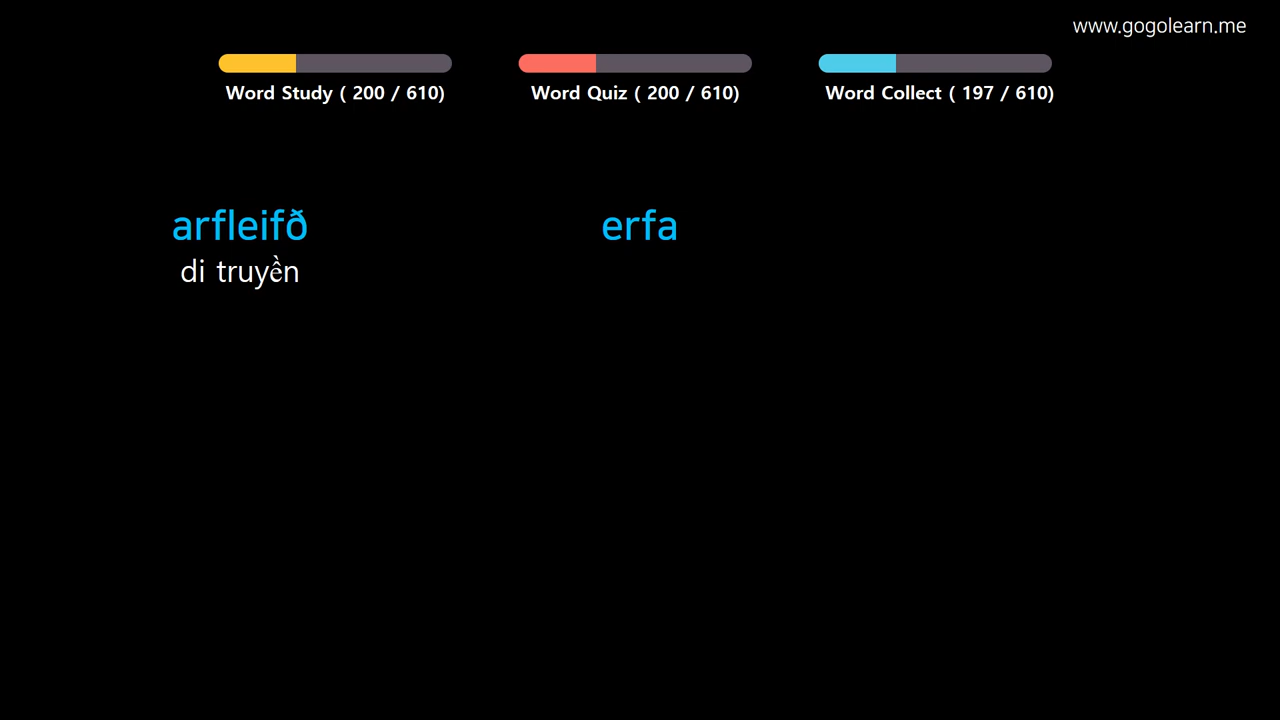 www.gogolearn.me
Word Study ( 200 / 610)
Word Quiz ( 200 / 610)
Word Collect ( 197 / 610)
arfleifð
di truyền
erfa